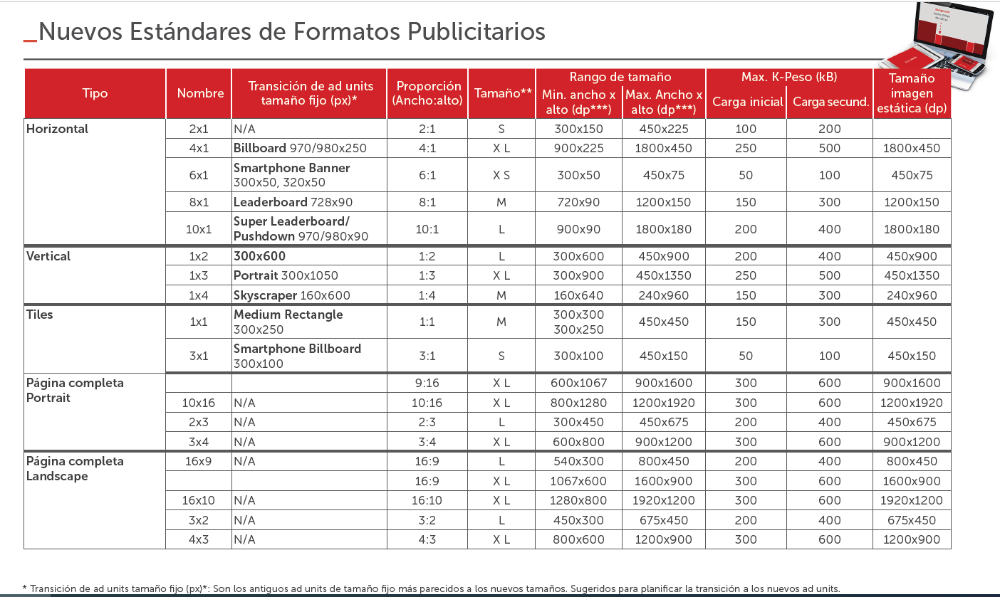 _Nuevos Estándares de Formatos Publicitarios
Tipo Nombre Transición de ad units tamaño fijo (px)* Proporción (Ancho:alto) Tamaño** Rango de tamaño Max. K-Peso (kB) Tamaño imagen estática (dp)
Min. ancho x alto (dp***) Max. Ancho x alto (dp***) Carga inicial Carga secund.
Horizontal 2x1 N/A 2:1 S 300x150 450x225 100 200
4x1 Billboard 970/980x250 4:1 X L 900x225 1800x450 250 500 1800x450
6x1 Smartphone Banner 300x50, 320x50 6:1 X S 300x50 450x75 50 100 450x75
8x1 Leaderboard 728x90 8:1 M 720x90 1200x150 150 300 1200x150
10x1 Super Leaderboard/ Pushdown 970/980x90 10:1 L 900x90 1800x180 200 400 1800x180
Vertical 1x2 300x600 1:2 L 300x600 450x900 200 400 450x900
1x3 Portrait 300x1050 1:3 X L 300x900 450x1350 250 500 450x1350
1x4 Skyscraper 160x600 1:4 M 160x640 240x960 150 300 240x960
Tiles 1x1 Medium Rectangle 300x250 1:1 M 300x300 300x250 450x450 150 300 450x450
3x1 Smartphone Billboard 300x100 3:1 S 300x100 450x150 50 100 450x150
Página completa Portrait 9:16 X L 600x1067 900x1600 300 600 900x1600
10x16 N/A 10:16 X L 800x1280 1200x1920 300 600 1200x1920
2x3 N/A 2:3 L 300x450 450x675 200 400 450x675
3x4 N/A 3:4 X L 600x800 900x1200 300 600 900x1200
Página completa Landscape 16x9 N/A 16:9 L 540x300 800x450 200 400 800x450
16:9 X L 1067x600 1600x900 300 600 1600x900
16x10 N/A 16:10 X L 1280x800 1920x1200 300 600 1920x1200
3x2 N/A 3:2 L 450x300 675x450 200 400 675x450
4x3 N/A 4:3 X L 800x600 1200x900 300 600 1200x900
* Transición de ad units tamaño fijo (px)*: Son los antiguos ad units de tamaño fijo más parecidos a los nuevos tamaños. Sugeridos para planificar la transición a los nuevos ad units.